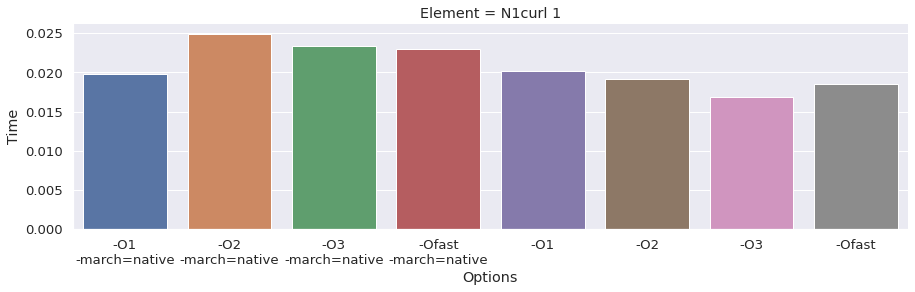 Element = N1curl 1
Time
0.025
0.020
0.015
0.010
0.005
0.000
-O1
-march=native
-O2
-march=native
-O3
-march=native
-Ofast
-march=native
-O1
-O2
-O3
-Ofast
Options